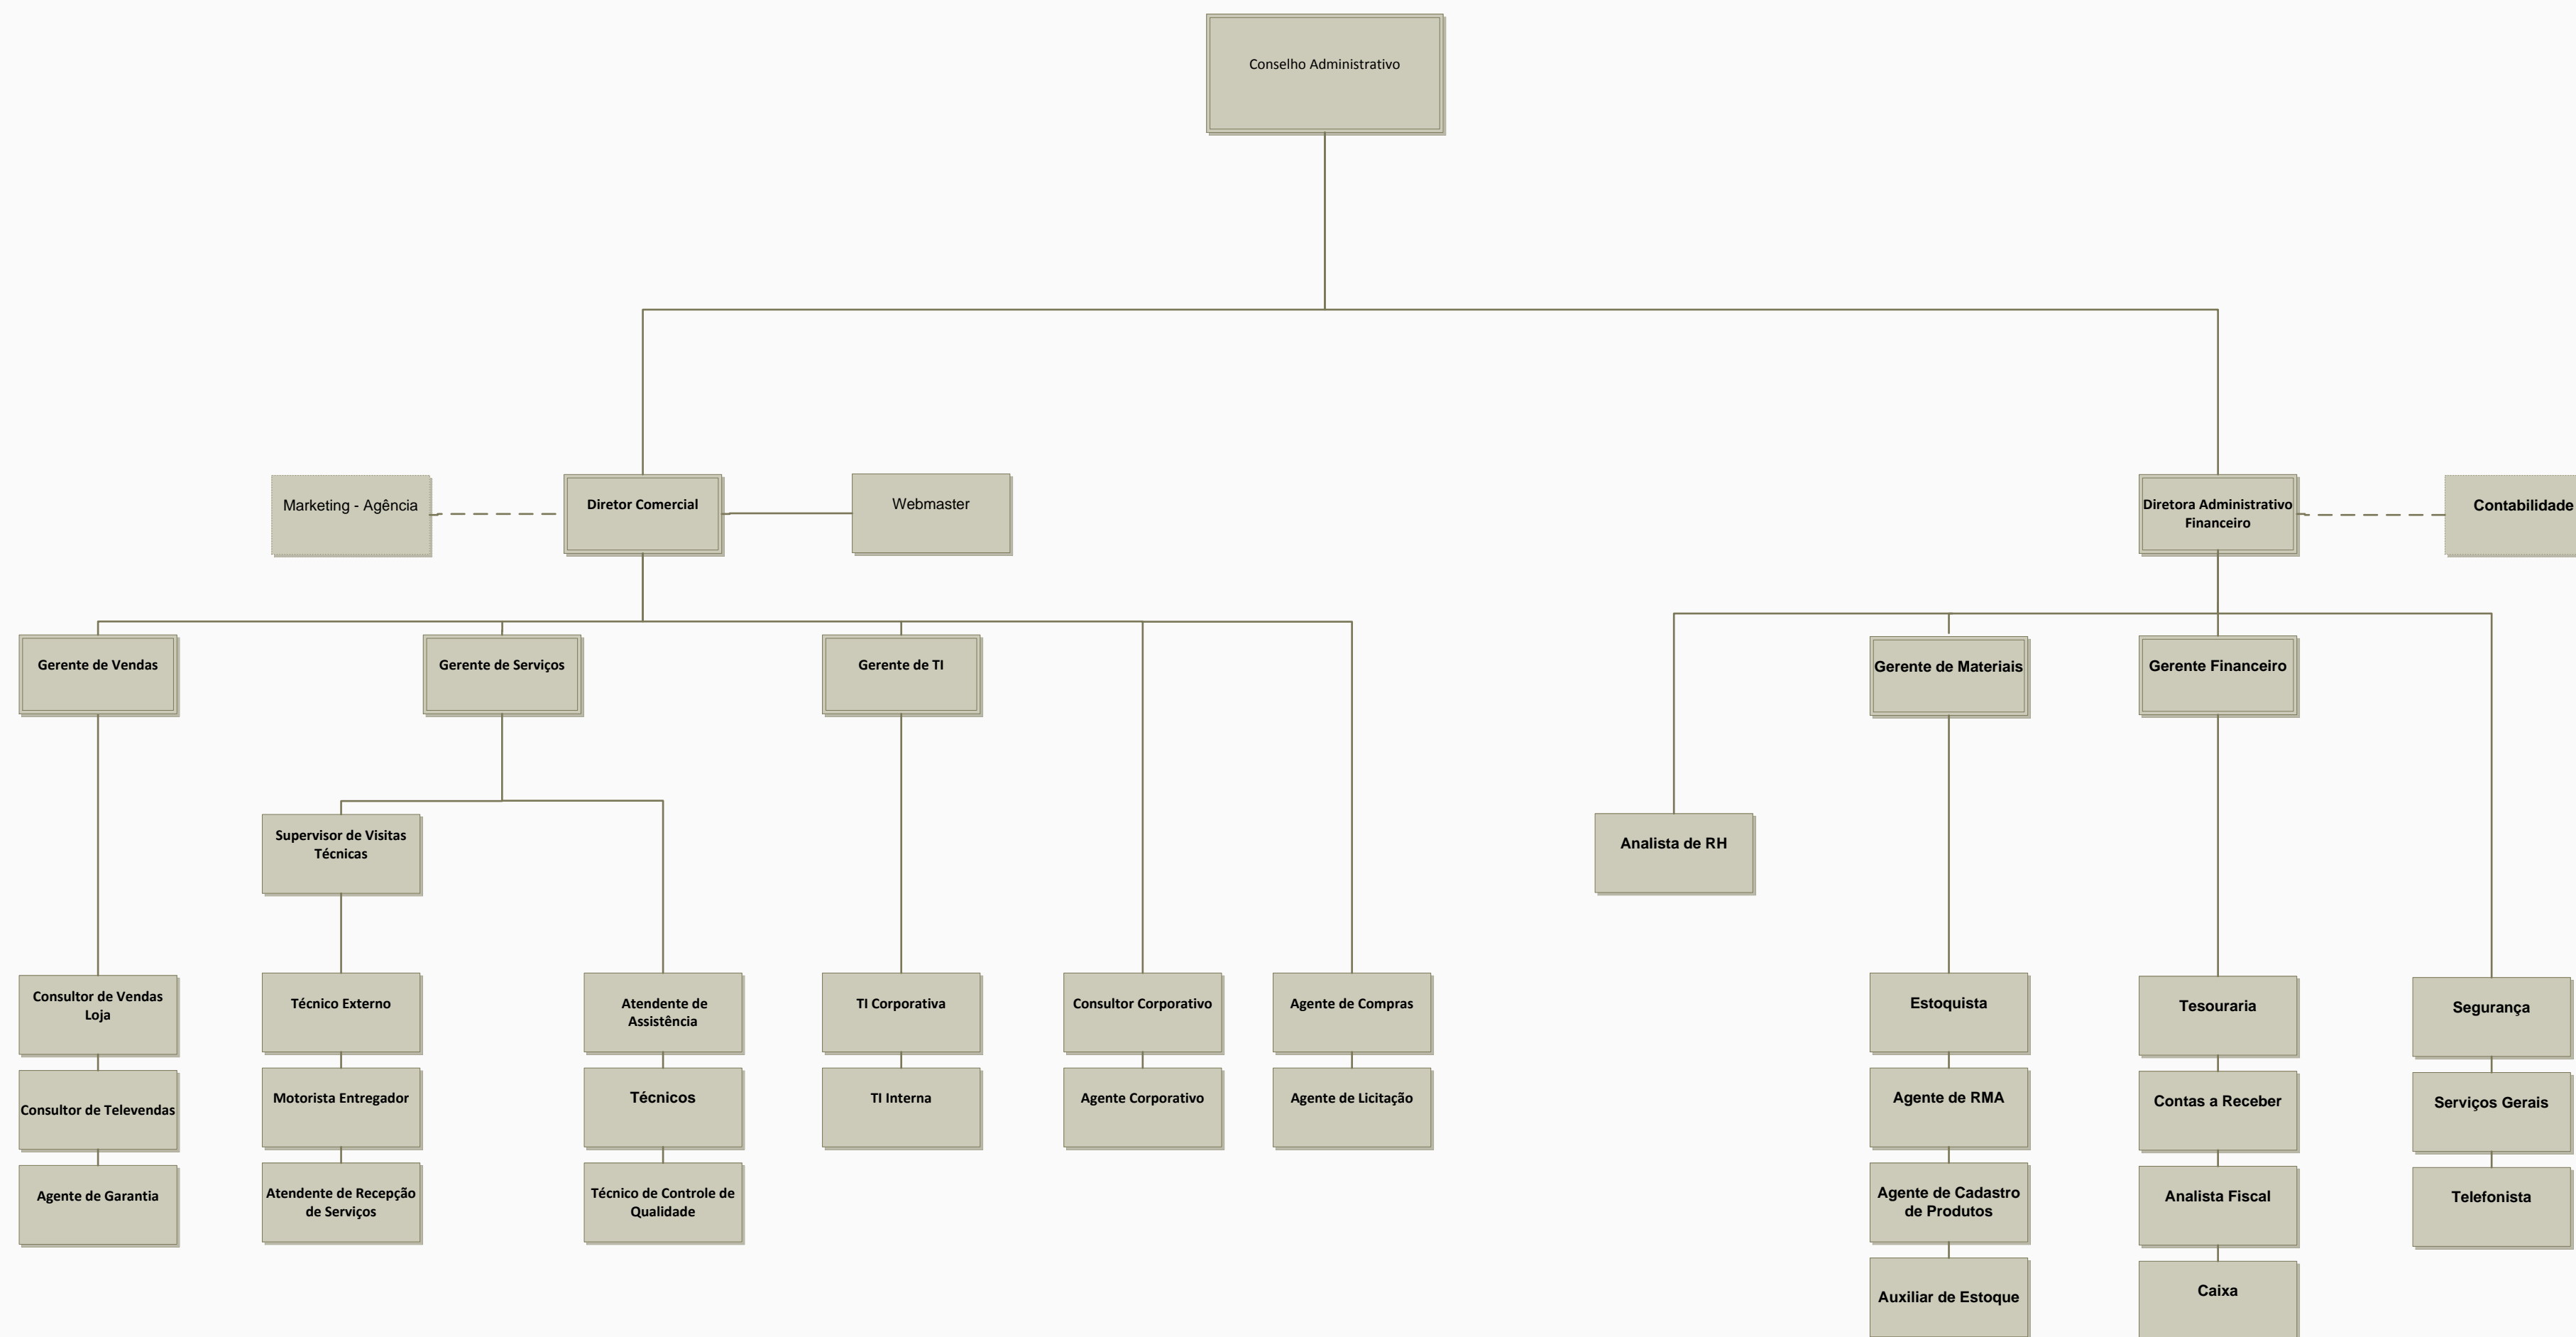 Conselho Administrativo
Marketing - Agência
Diretor Comercial
Webmaster
Diretora Administrativo
Financeiro
Contabilidade
Gerente de Vendas
Gerente de Serviços
Gerente de TI
Gerente de Materiais
Gerente Financeiro
Supervisor de Visitas
Técnicas
Analista de RH
Consultor de Vendas
Loja
Técnico Externo
Atendente de
Assistência
TI Corporativa
Consultor Corporativo
Agente de Compras
Estoquista
Tesouraria
Segurança
Consultor de Televendas
Motorista Entregador
Técnicos
TI Interna
Agente Corporativo
Agente de Licitação
Agente de RMA
Contas a Receber
Serviços Gerais
Agente de Garantia
Atendente de Recepção
de Serviços
Técnico de Controle de
Qualidade
Agente de Cadastro
de Produtos
Analista Fiscal
Telefonista
Auxiliar de Estoque
Caixa